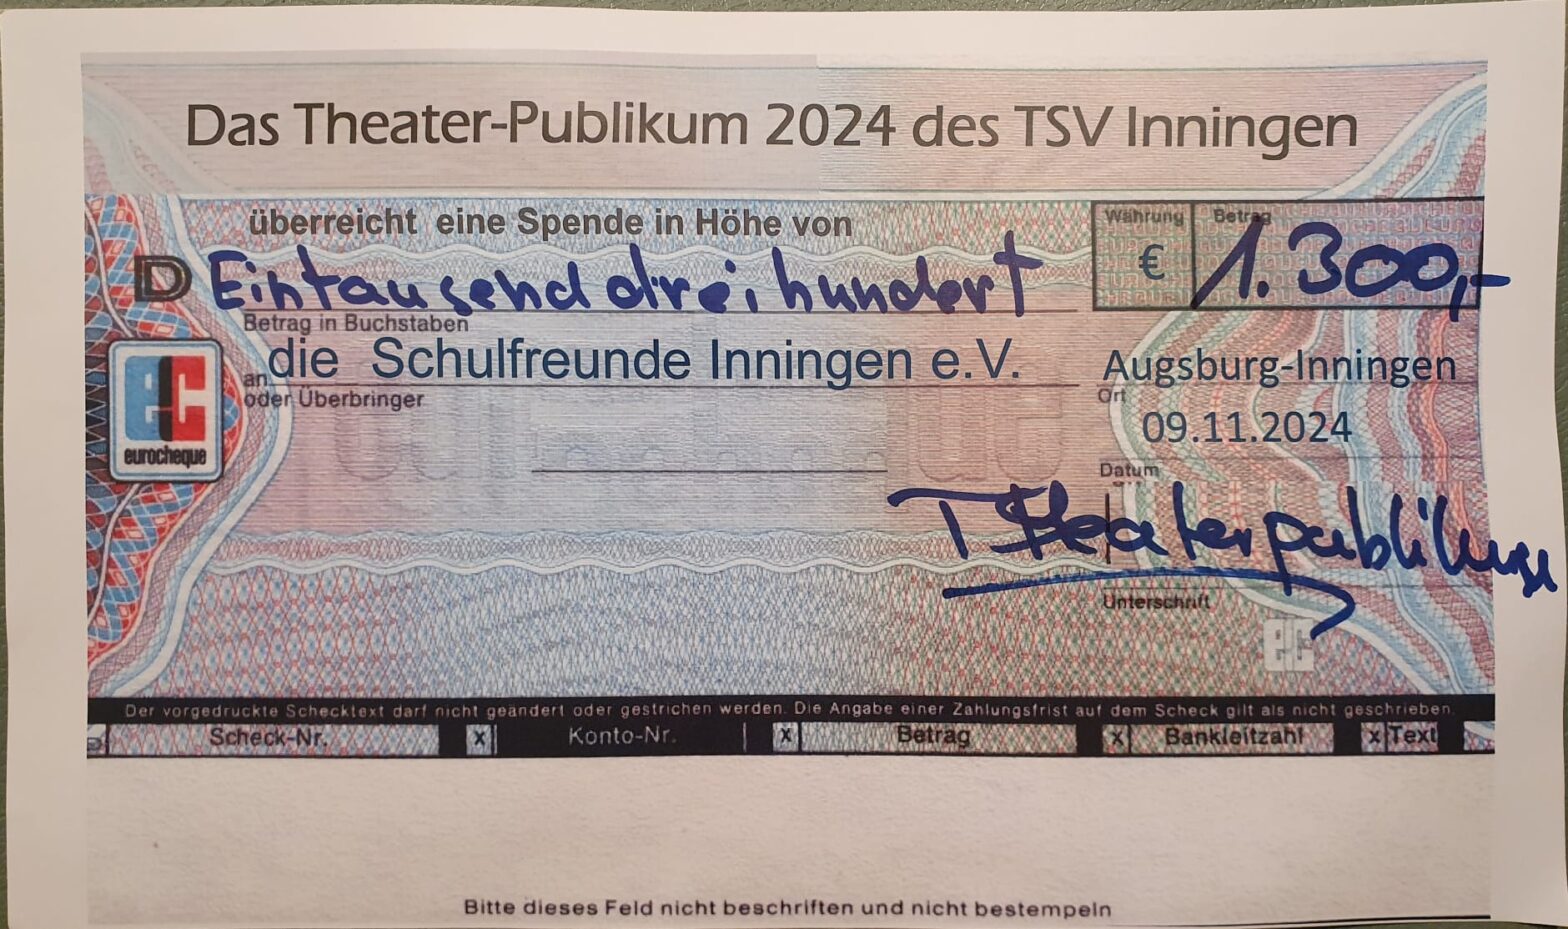 Das Theater-Publikum 2024 des TSV Inningen
überreicht eine Spende in Höhe von
Währung Betrag
€ 1.300,-
D Eintausenddreihundert
Betrag in Buchstaben
die Schulfreunde Inningen e.V.
an
oder Überbringer
Augsburg-Inningen
Ort
ec
eurocheque
09.11.2024
Datum
Theaterpublikum
Unterschrift
ec
Der vorgedruckte Schecktext darf nicht geändert oder gestrichen werden. Die Angabe einer Zahlungsfrist auf dem Scheck gilt als nicht geschrieben.
Scheck-Nr. x Konto-Nr. x Betrag x Bankleitzahl x Text
Bitte dieses Feld nicht beschriften und nicht bestempeln